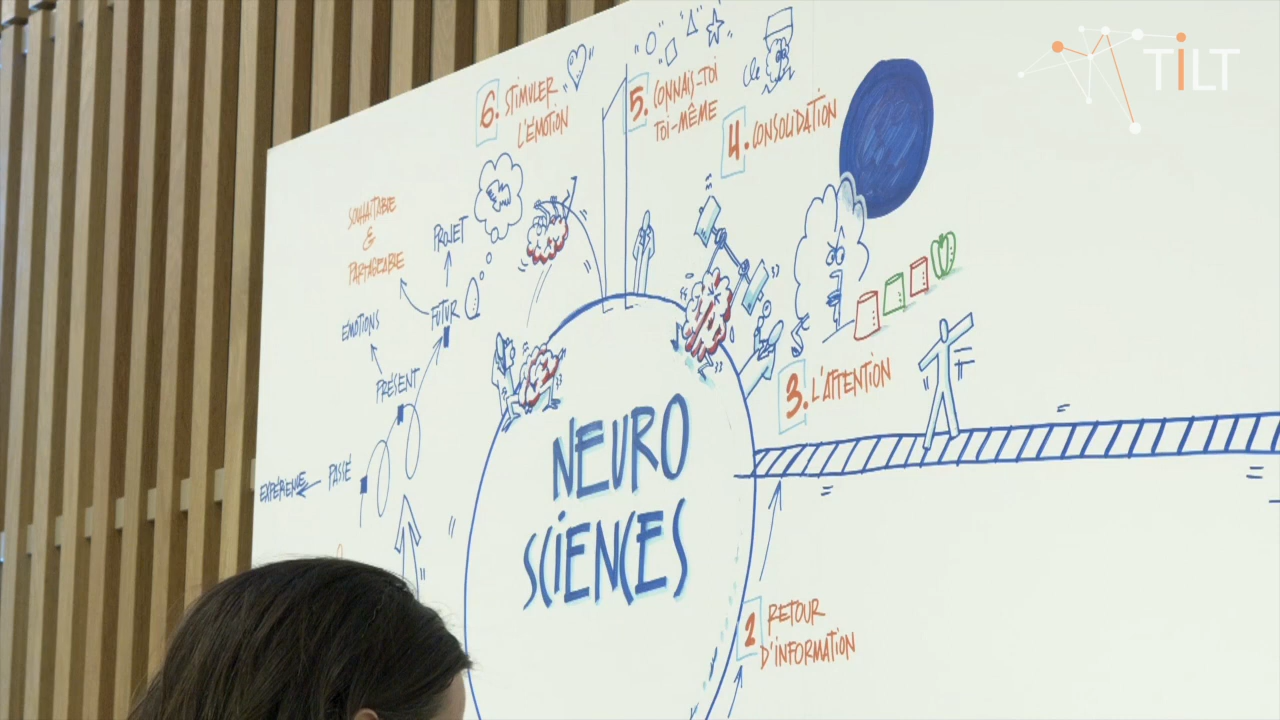 TILT
6. STIMULER
L'ÉMOTION
5. CONNAIS-TOI
TOI-MÊME
4. CONSOLIDATION
SOUHAITABLE
&
PARTAGEABLE
PROJET
FUTUR
ÉMOTIONS
PRÉSENT
EXPÉRIENCE
PASSÉ
3. L'ATTENTION
NEURO
SCIENCES
2 RETOUR
D'INFORMATION